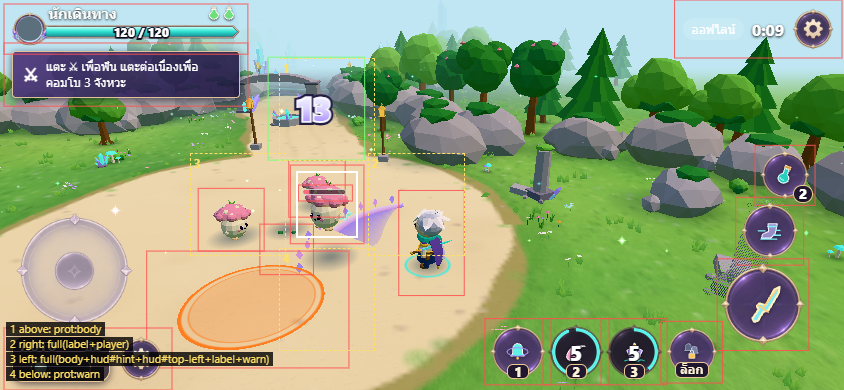 นักเดินทาง
120 / 120
ออฟไลน์
0:09
แตะ ⚔ เพื่อฟัน แตะต่อเนื่องเพื่อ
คอมโบ 3 จังหวะ
13
2
1 above: prot:body
2 right: full(label+player)
3 left: full(body+hud#hint+hud#top-left+label+warn)
4 below: prot:warn
1
5
2
5
3
ล็อก